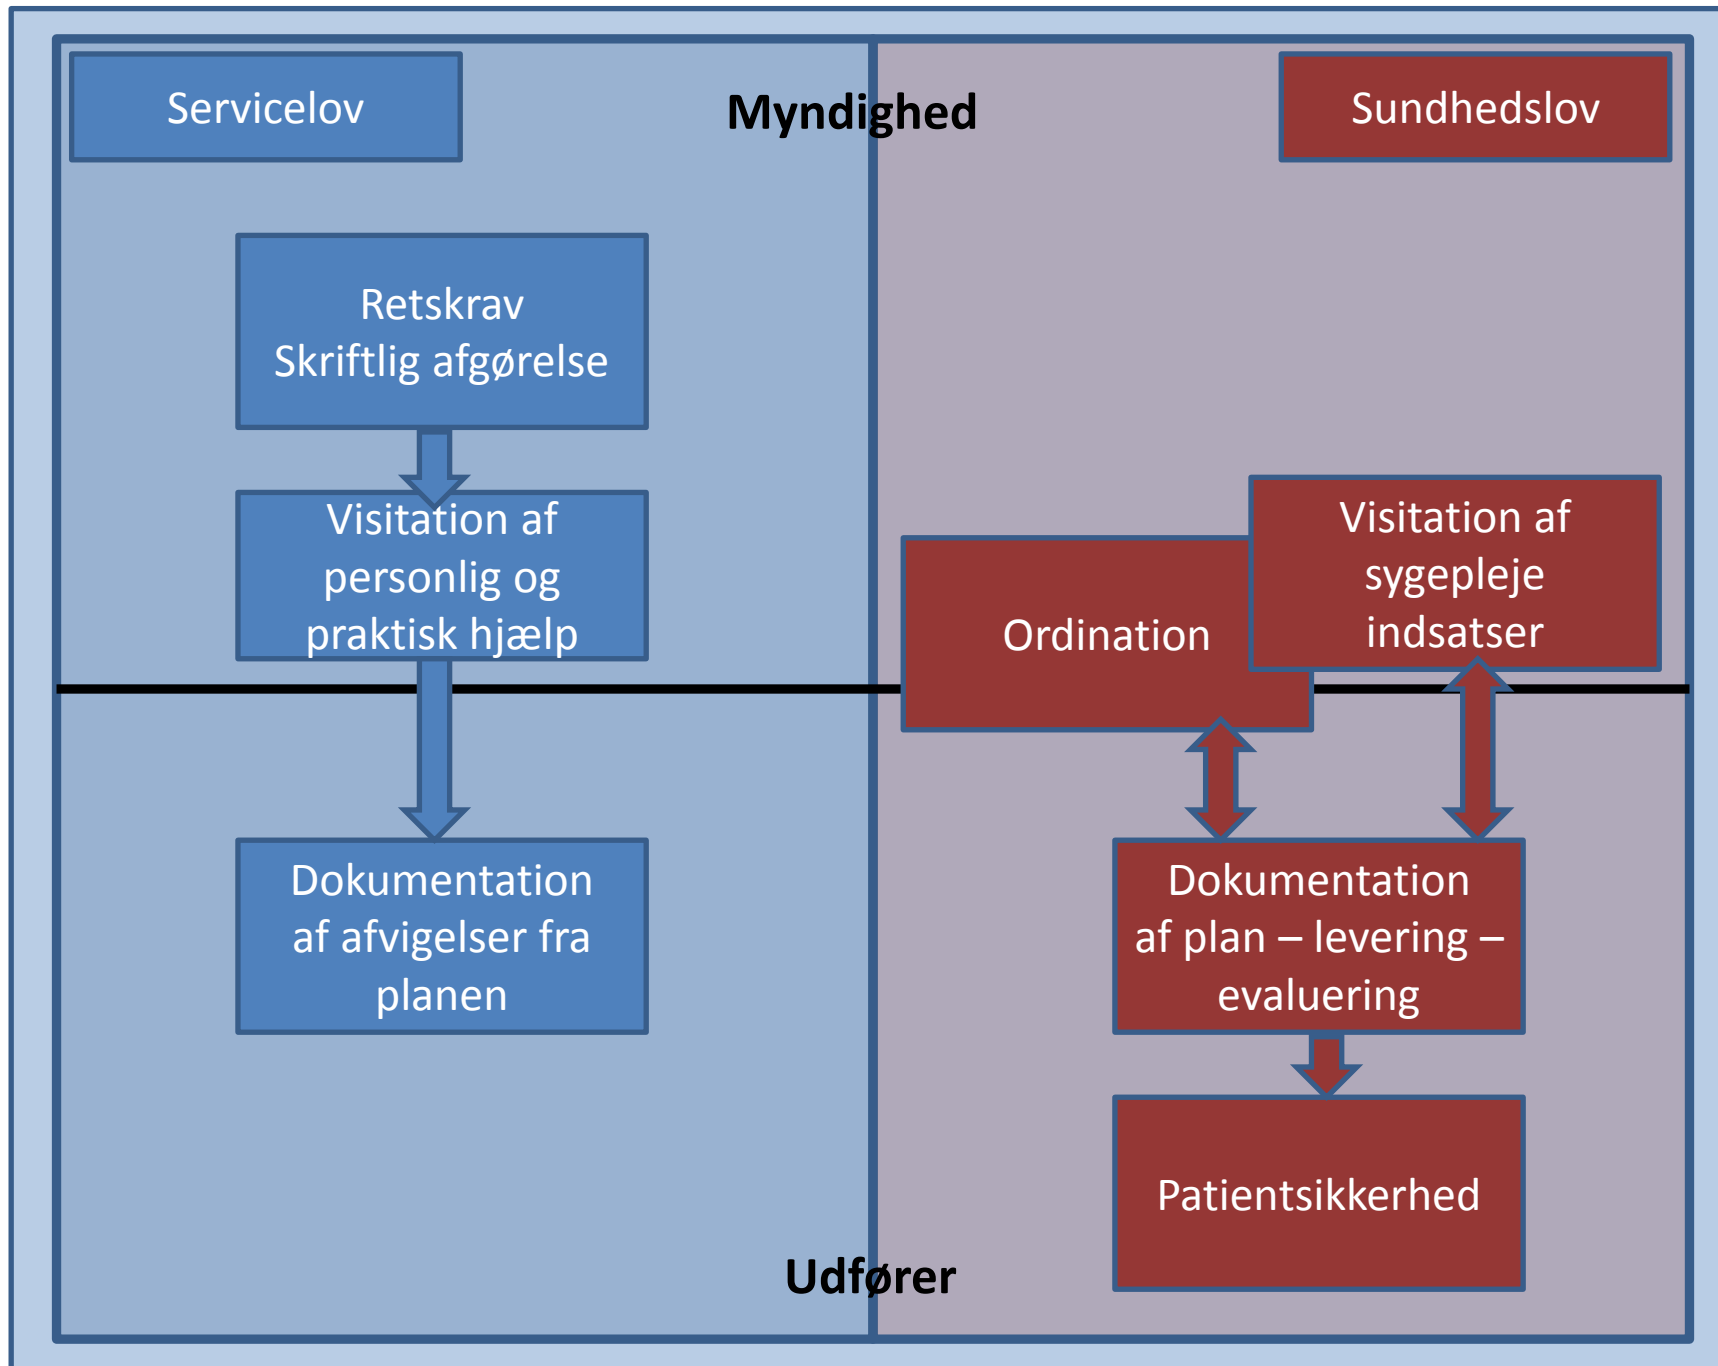 Servicelov
Myndighed
Sundhedslov
Retskrav
Skriftlig afgørelse
Visitation af
personlig og
praktisk hjælp
Ordination
Visitation af
sygepleje
indsatser
Dokumentation
af afvigelser fra
planen
Dokumentation
af plan – levering –
evaluering
Patientsikkerhed
Udfører